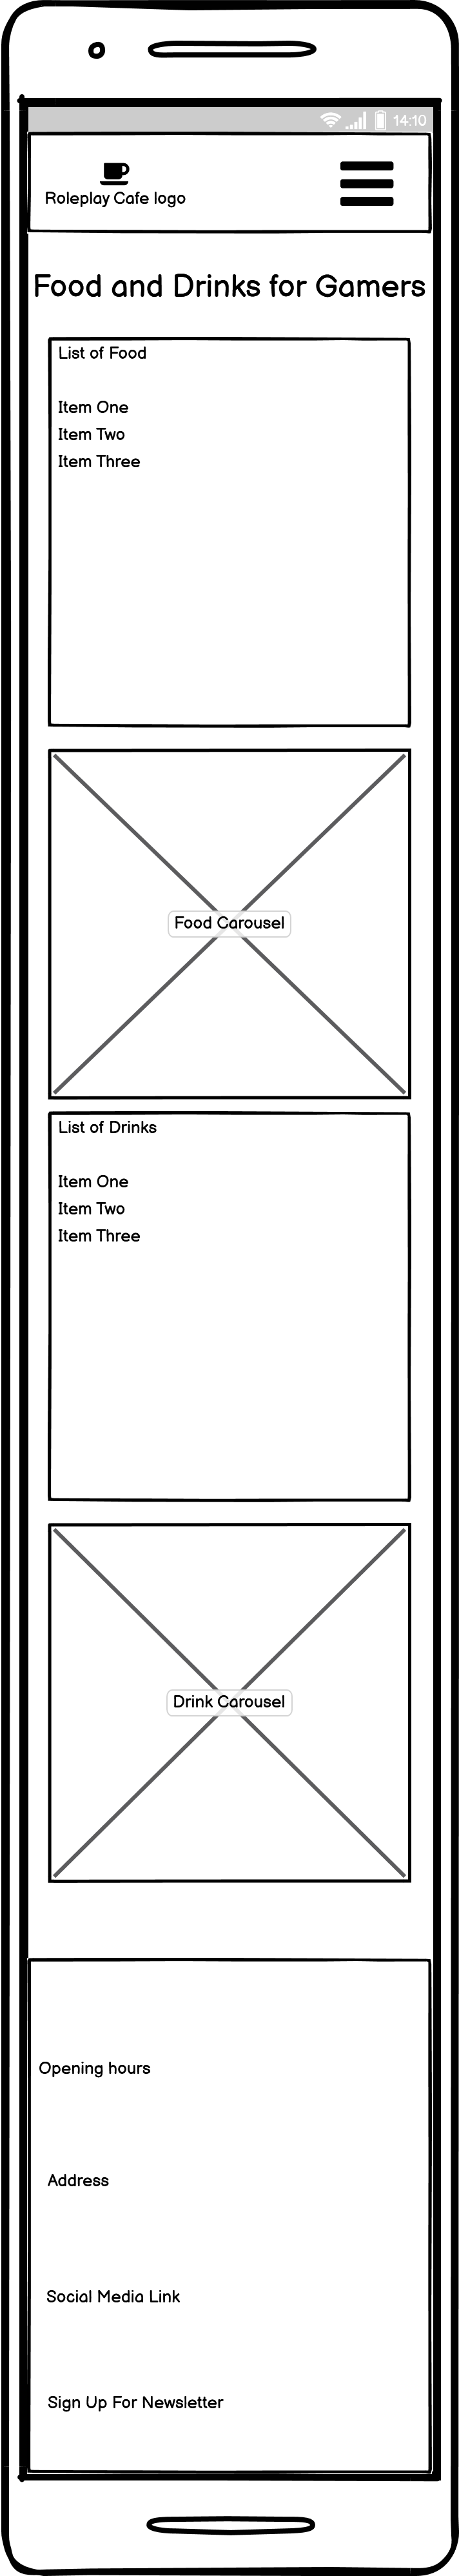 14:10
Roleplay Cafe logo
Food and Drinks for Gamers
List of Food
Item One
Item Two
Item Three
Food Carousel
List of Drinks
Item One
Item Two
Item Three
Drink Carousel
Opening hours
Address
Social Media Link
Sign Up For Newsletter